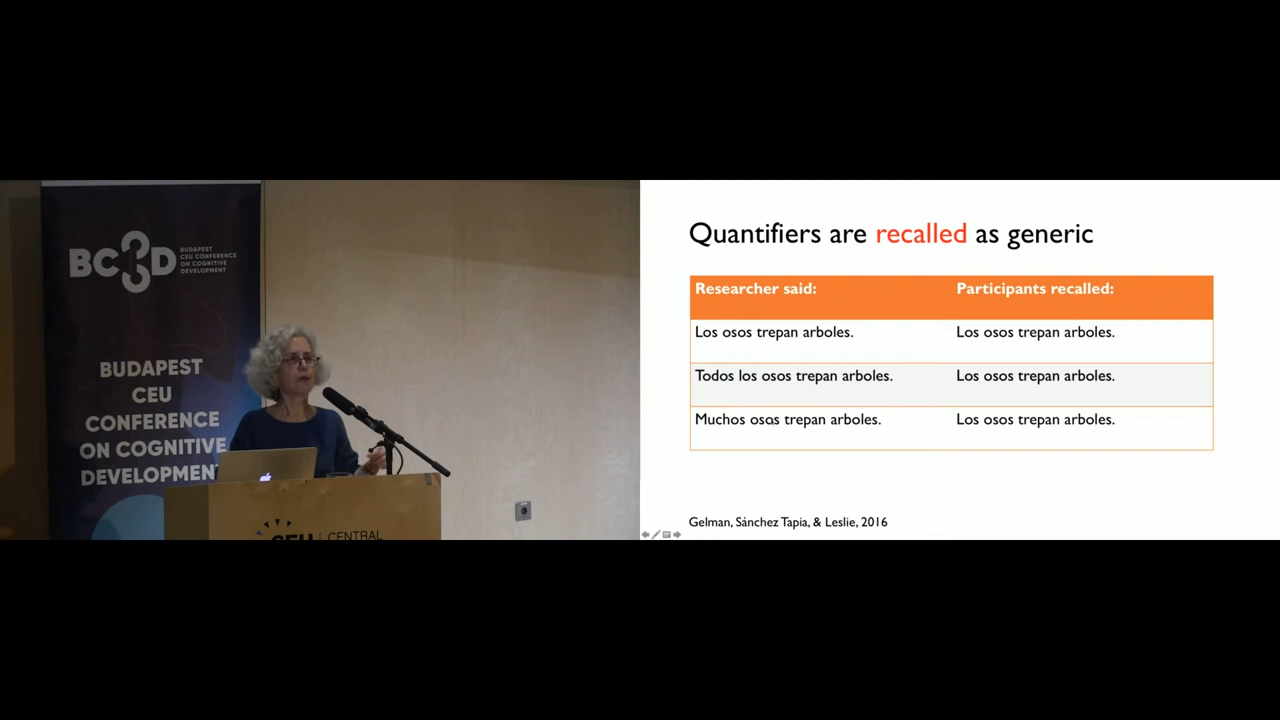 BC3D
BUDAPEST
CEU CONFERENCE
ON COGNITIVE
DEVELOPMENT
BUDAPEST
CEU
CONFERENCE
ON COGNITIVE
DEVELOPMENT
CEU CENTRAL
Quantifiers are recalled as generic
Researcher said: Participants recalled:
Los osos trepan arboles. Los osos trepan arboles.
Todos los osos trepan arboles. Los osos trepan arboles.
Muchos osos trepan arboles. Los osos trepan arboles.
Gelman, Sánchez Tapia, & Leslie, 2016